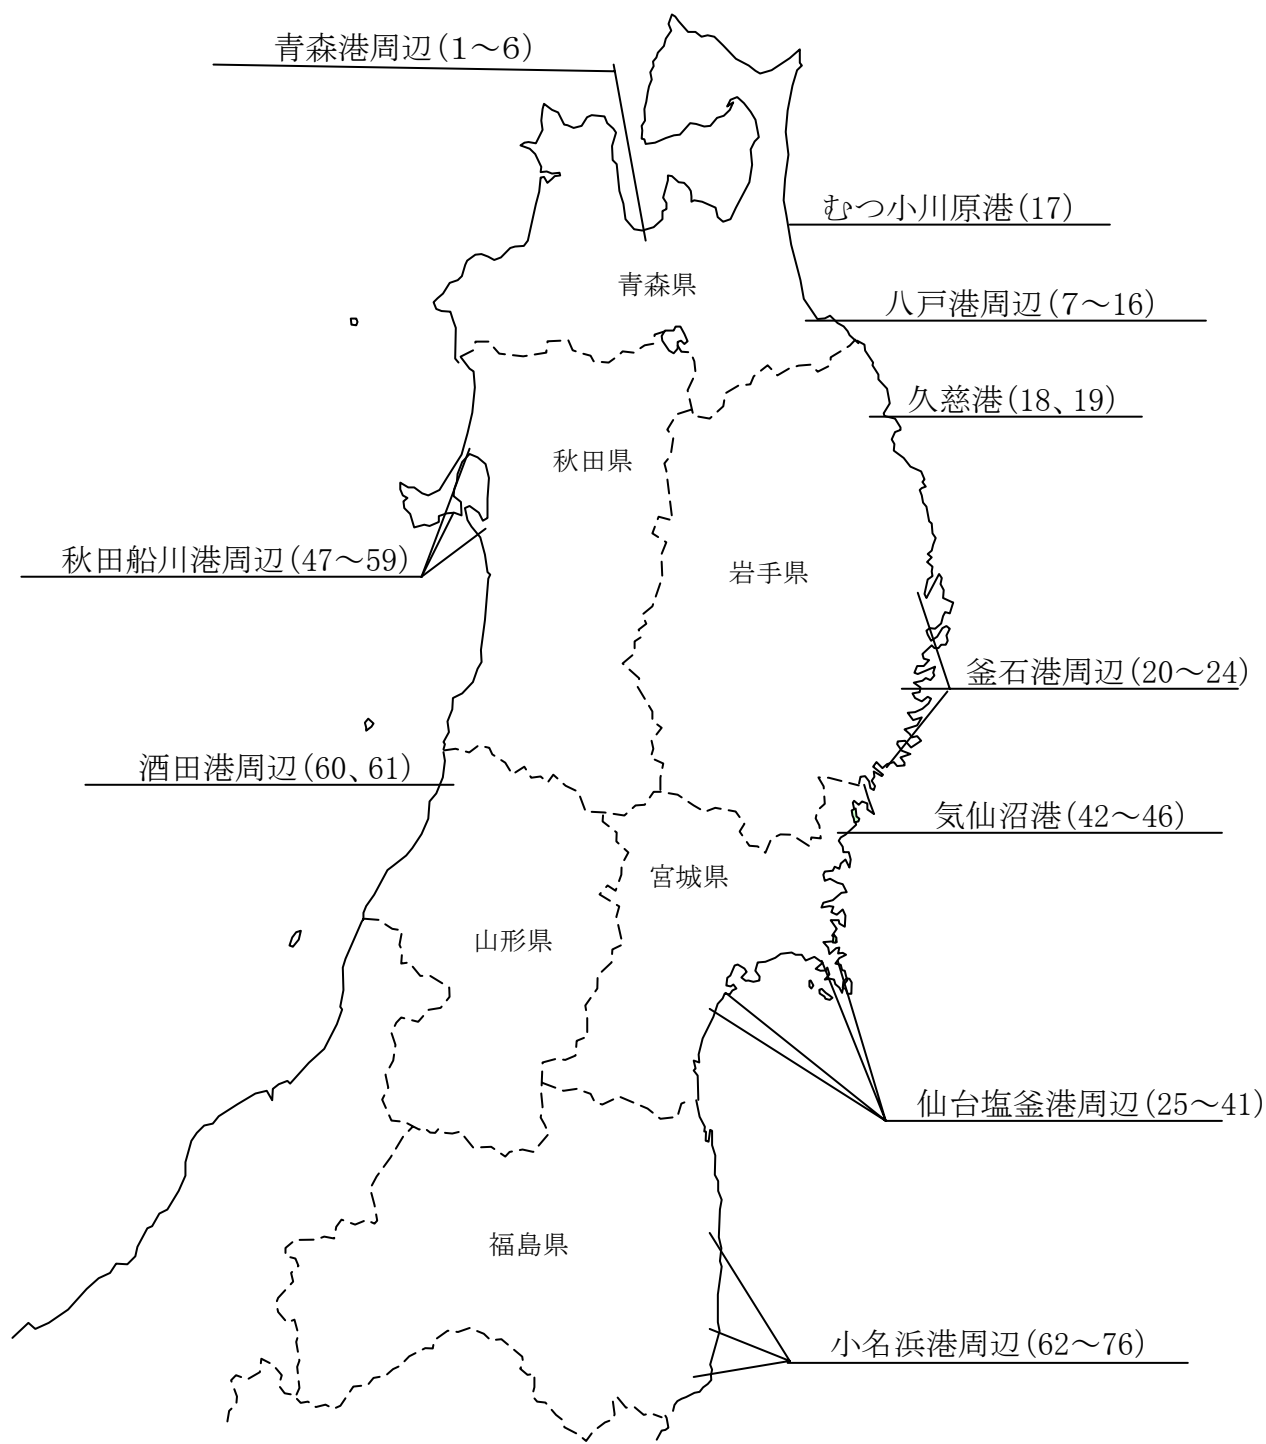 青森港周辺(1～6)
むつ小川原港(17)
青森県
八戸港周辺(7～16)
久慈港(18、19)
秋田県
秋田船川港周辺(47～59)
岩手県
釜石港周辺(20～24)
酒田港周辺(60、61)
気仙沼港(42～46)
宮城県
山形県
仙台塩釜港周辺(25～41)
福島県
小名浜港周辺(62～76)